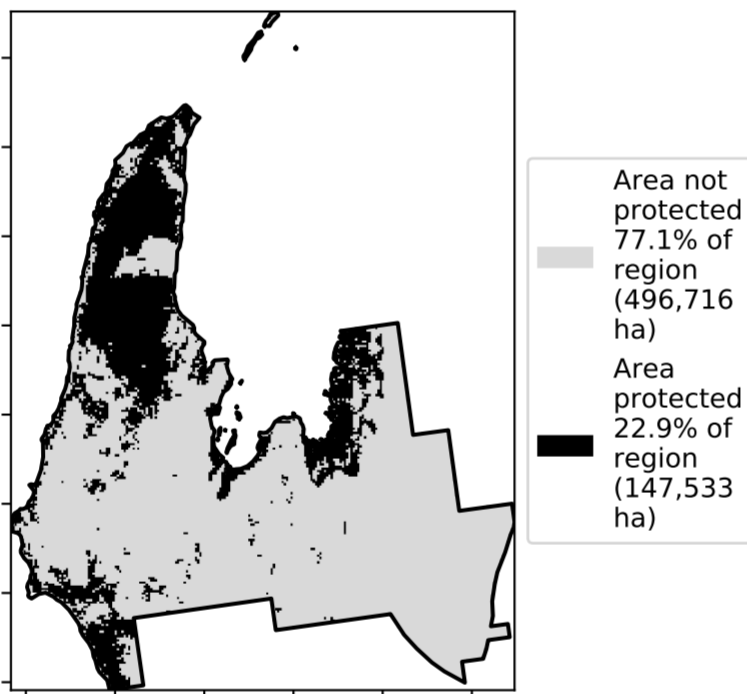 Area not
protected
77.1% of
region
(496,716
ha)
Area
protected
22.9% of
region
(147,533
ha)